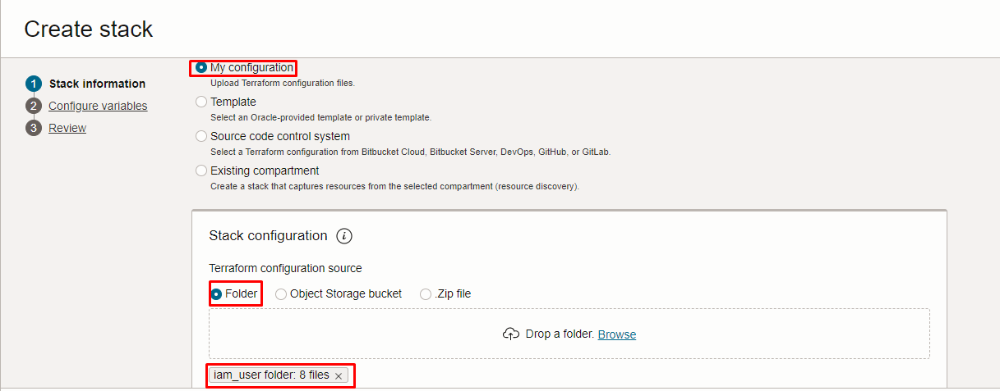 Create stack
1 Stack information
2 Configure variables
3 Review
My configuration
Upload Terraform configuration files.
Template
Select an Oracle-provided template or private template.
Source code control system
Select a Terraform configuration from Bitbucket Cloud, Bitbucket Server, DevOps, GitHub, or GitLab.
Existing compartment
Create a stack that captures resources from the selected compartment (resource discovery).
Stack configuration i
Terraform configuration source
Folder Object Storage bucket .Zip file
Drop a folder. Browse
iam_user folder: 8 files ×